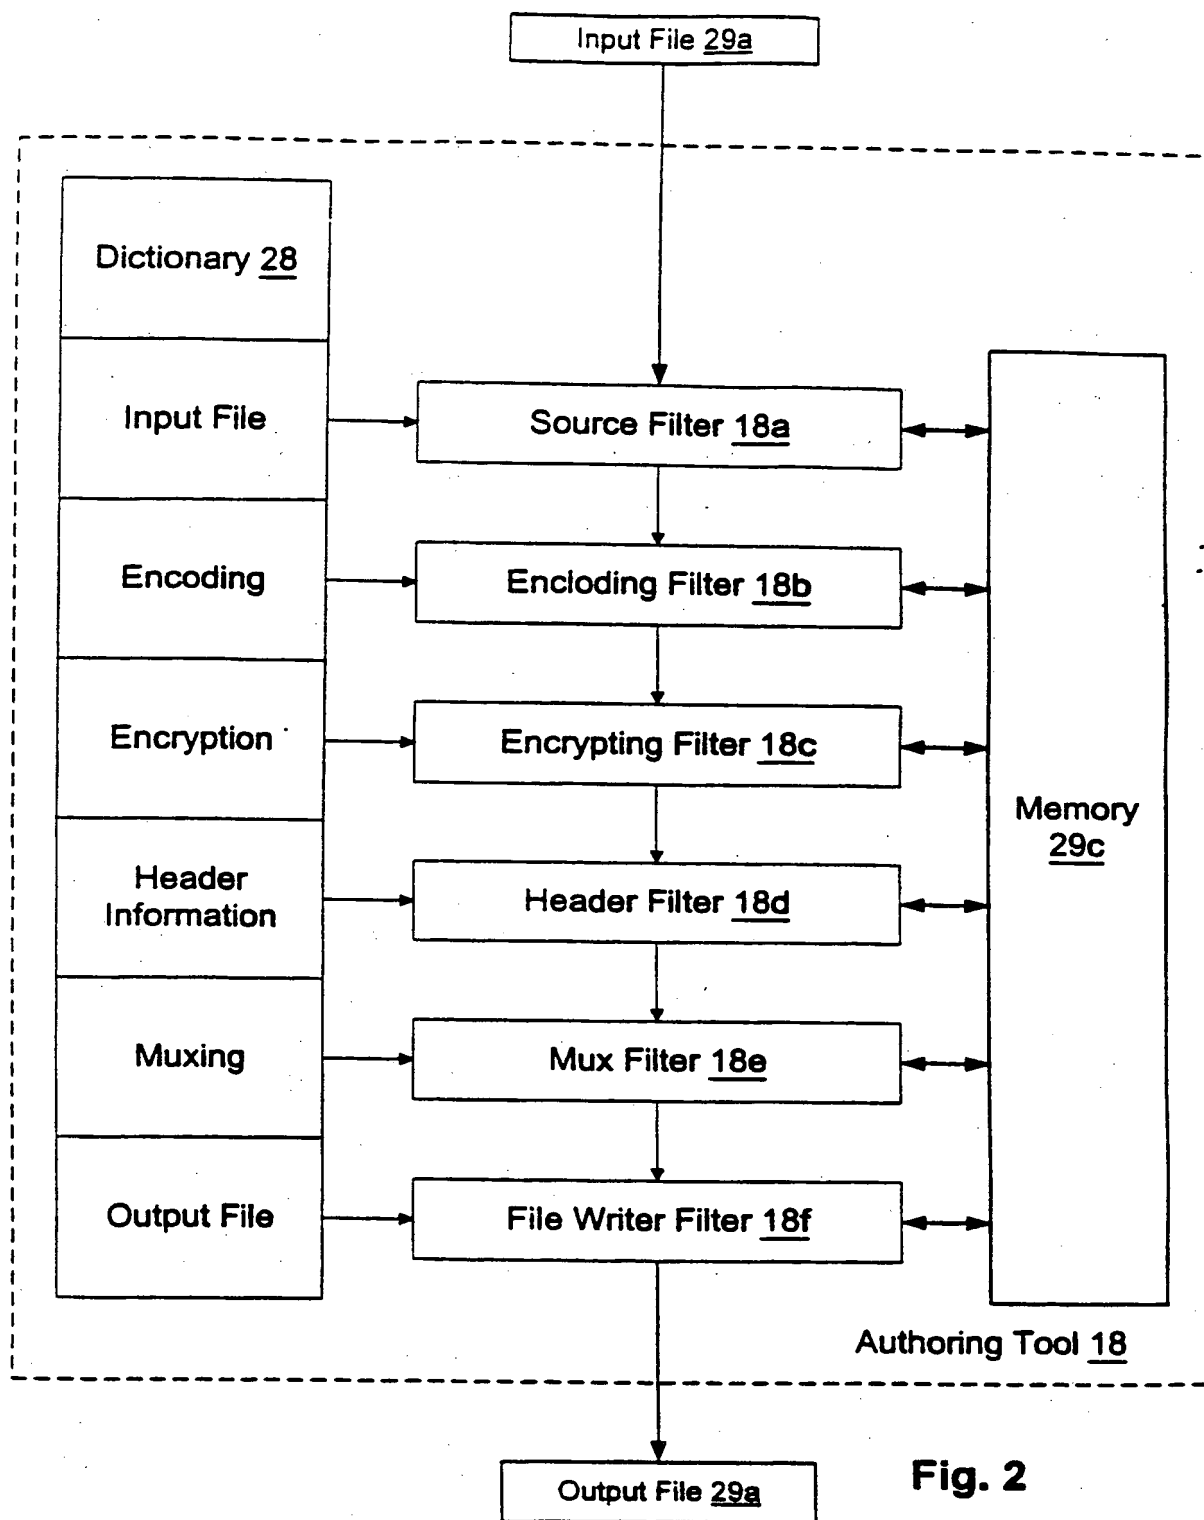 Input File 29a
Dictionary 28
Input File
Source Filter 18a
Encoding
Encloding Filter 18b
Encryption
Encrypting Filter 18c
Memory
29c
Header
Information
Header Filter 18d
Muxing
Mux Filter 18e
Output File
File Writer Filter 18f
Authoring Tool 18
Output File 29a
Fig. 2